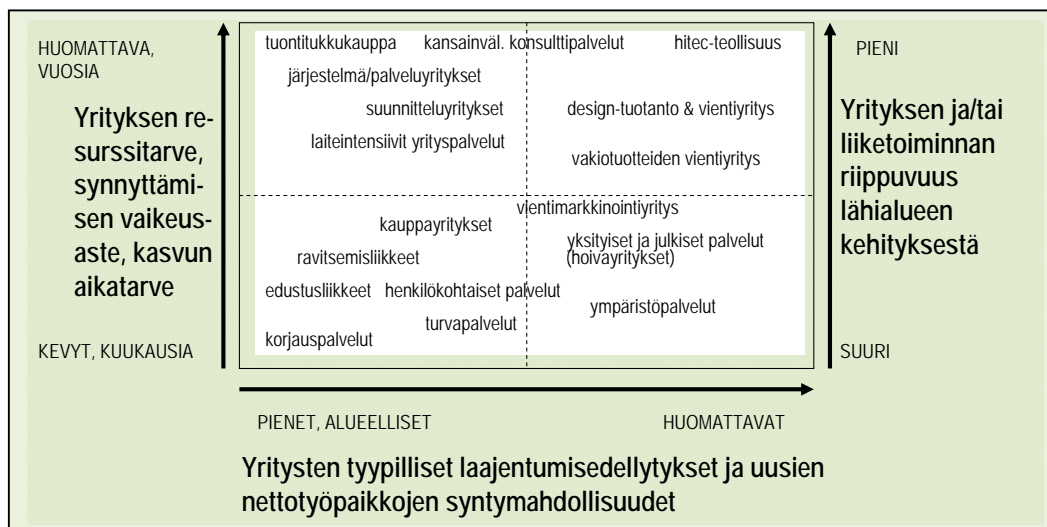 HUOMATTAVA,
VUOSIA
Yrityksen re-
surssitarve,
synnyttämi-
sen vaikeus-
aste, kasvun
aikatarve
KEVYT, KUUKAUSIA
tuontitukkukauppa
kansainväl. konsulttipalvelut
hitec-teollisuus
järjestelmä/palveluyritykset
suunnitteluyritykset
design-tuotanto & vientiyritys
laiteintensiivit yrityspalvelut
vakiotuotteiden vientiyritys
vientimarkkinointiyritys
kauppayritykset
yksityiset ja julkiset palvelut
(hoivayritykset)
ravitsemisliikkeet
edustusliikkeet
henkilökohtaiset palvelut
ympäristöpalvelut
turvapalvelut
korjauspalvelut
PIENI
Yrityksen ja/tai
liiketoiminnan
riippuvuus
lähialueen
kehityksestä
SUURI
PIENET, ALUEELLISET
HUOMATTAVAT
Yritysten tyypilliset laajentumisedellytykset ja uusien
nettotyöpaikkojen syntymahdollisuudet